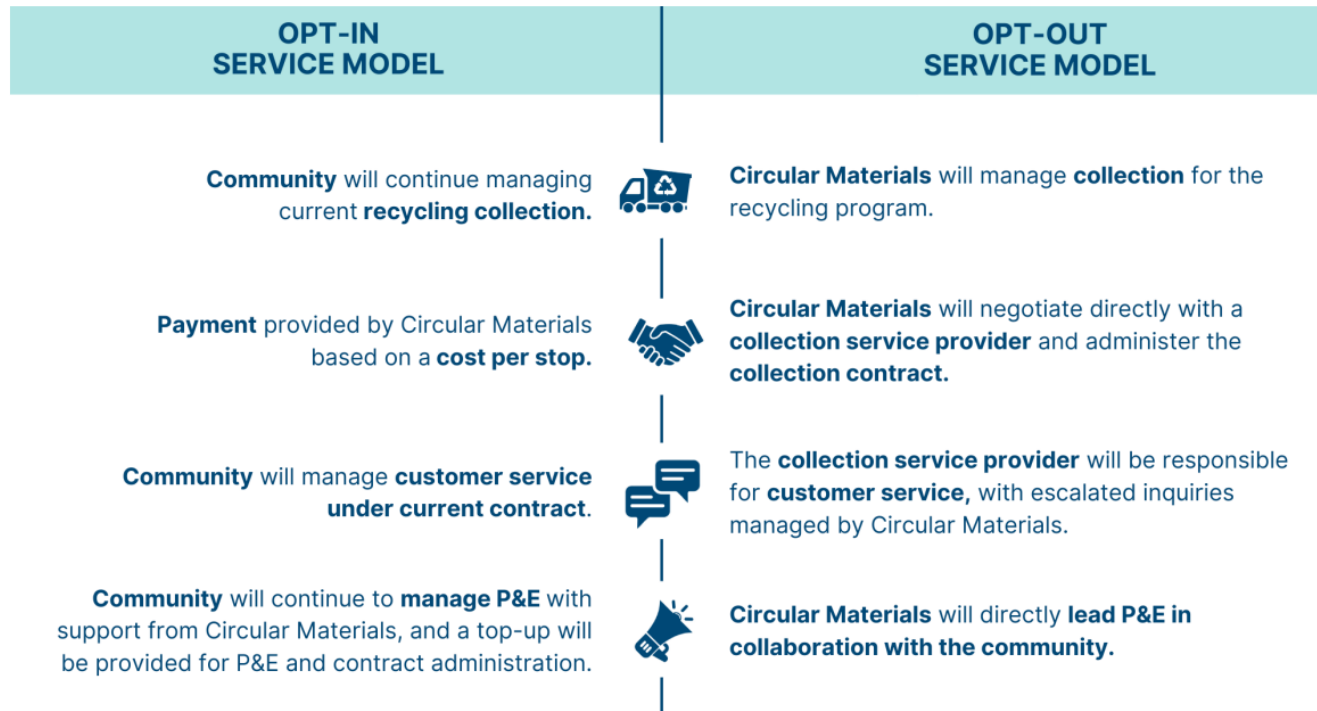 OPT-IN
SERVICE MODEL
OPT-OUT
SERVICE MODEL
Community will continue managing
current recycling collection.
Circular Materials will manage collection for the
recycling program.
Payment provided by Circular Materials
based on a cost per stop.
Circular Materials will negotiate directly with a
collection service provider and administer the
collection contract.
Community will manage customer service
under current contract.
The collection service provider will be responsible
for customer service, with escalated inquiries
managed by Circular Materials.
Community will continue to manage P&E with
support from Circular Materials, and a top-up will
be provided for P&E and contract administration.
Circular Materials will directly lead P&E in
collaboration with the community.